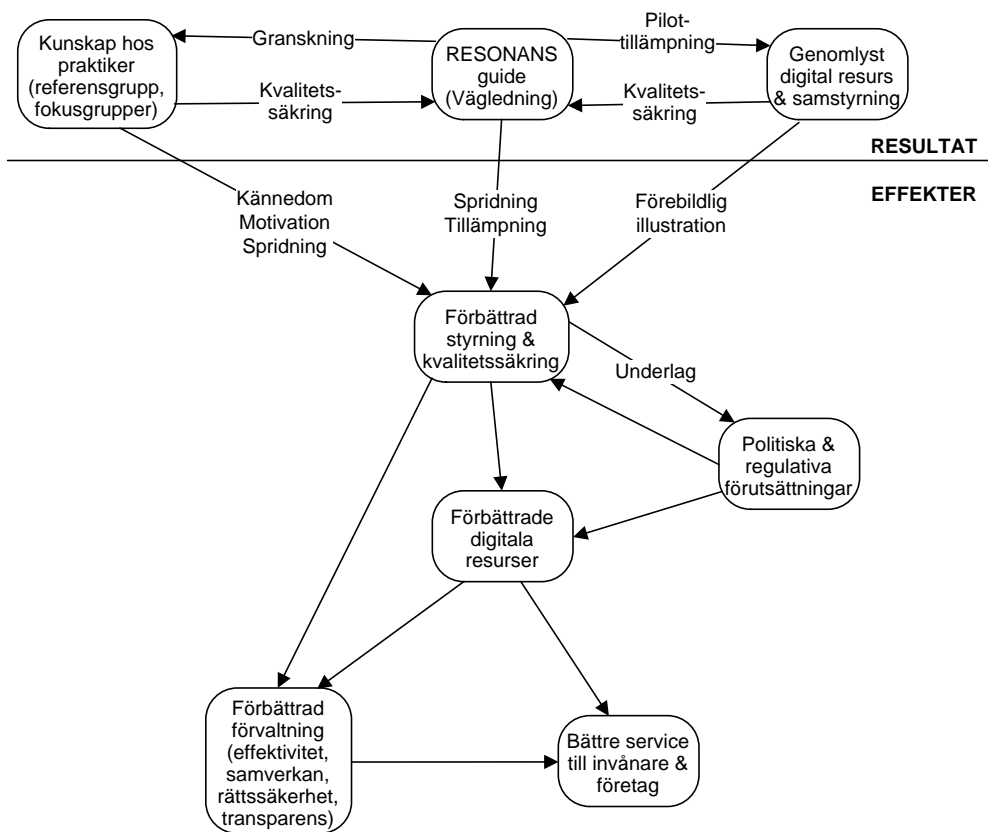 Kunskap hos
praktiker
(referensgrupp,
fokusgrupper)
Granskning
Kvalitets-
säkring
RESONANS
guide
(Vägledning)
Pilot-
tillämpning
Kvalitets-
säkring
Genomlyst
digital resurs
& samstyrning
RESULTAT
EFFEKTER
Kännedom
Motivation
Spridning
Spridning
Tillämpning
Förebildlig
illustration
Förbättrad
styrning &
kvalitetssäkring
Underlag
Politiska &
regulativa
förutsättningar
Förbättrade
digitala
resurser
Förbättrad
förvaltning
(effektivitet,
samverkan,
rättssäkerhet,
transparens)
Bättre service
till invånare &
företag